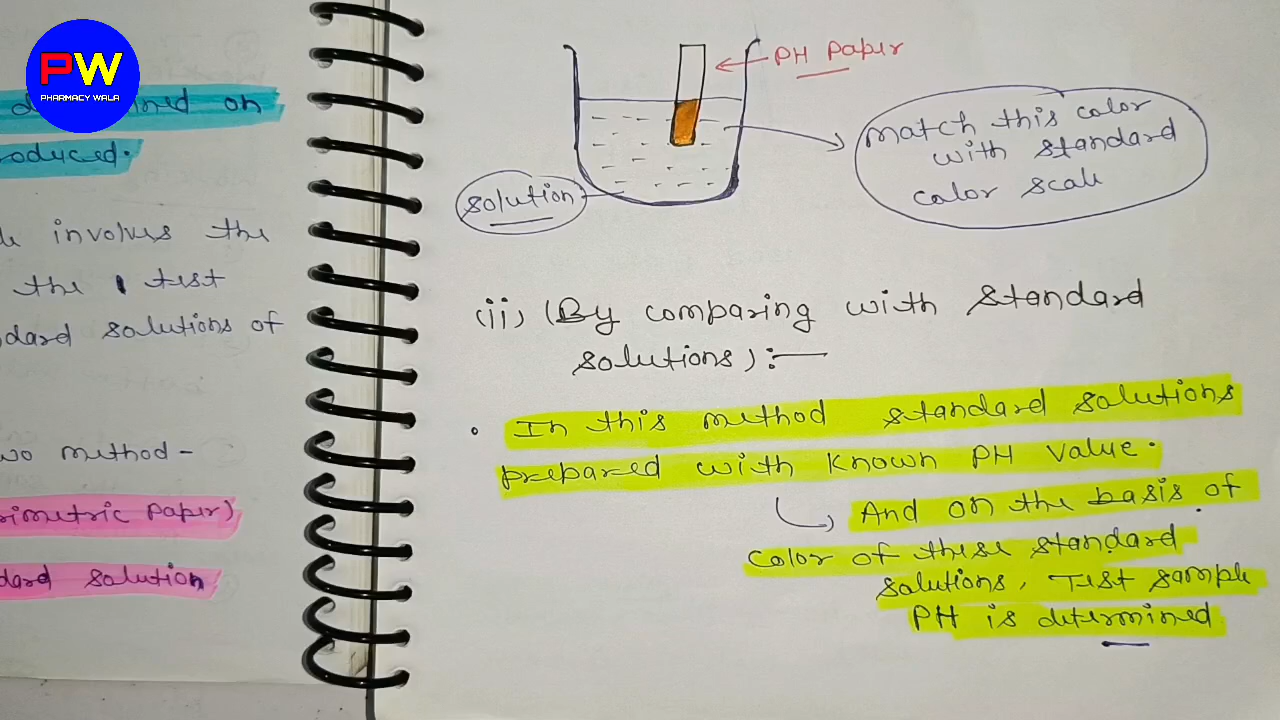 PW
PHARMACY WALA
ined on
oduced.
involves the
the test
dard solutions of
wo method -
rimetric Paper)
dard solution
PH Paper
Match this color
with standard
color scale
solution
(ii) (By comparing with standard
solutions) :-
• In this method standard solutions
prepared with known PH value.
And on the basis of
color of these standard
solutions, Test sample
PH is determined